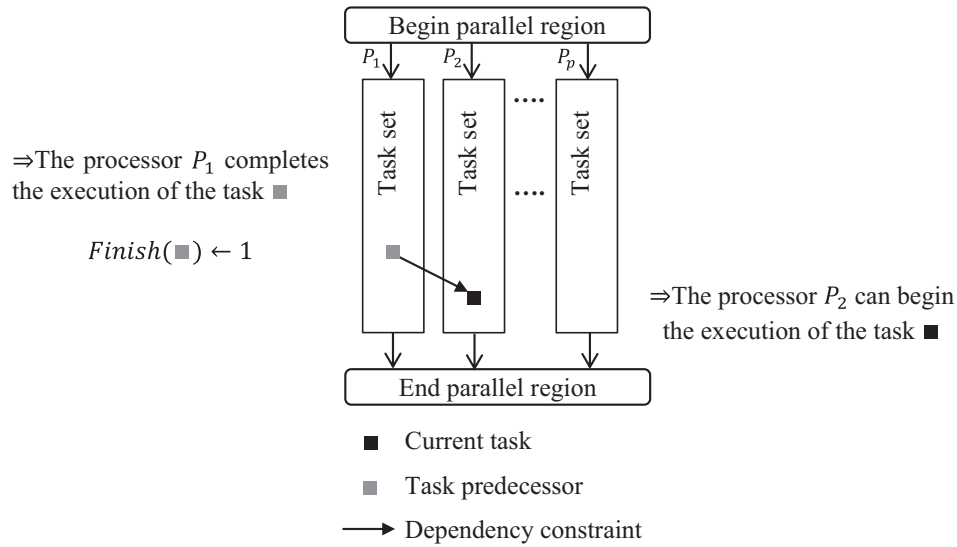 Begin parallel region
P₁ P₂ P_p
Task set
Task set
Task set
....
....
⇒The processor P₁ completes
the execution of the task ■
Finish(■) ← 1
⇒The processor P₂ can begin
the execution of the task ■
End parallel region
■ Current task
■ Task predecessor
Dependency constraint